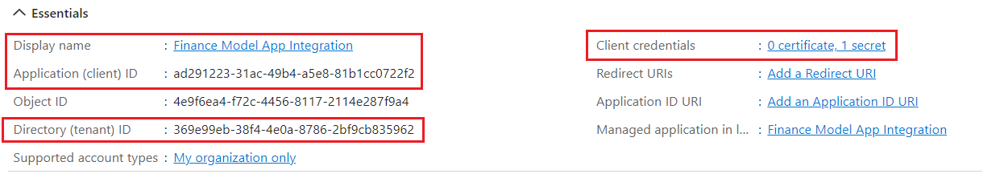 Essentials
Display name : Finance Model App Integration
Application (client) ID : ad291223-31ac-49b4-a5e8-81b1cc0722f2
Object ID : 4e9f6ea4-f72c-4456-8117-2114e287f9a4
Directory (tenant) ID : 369e99eb-38f4-4e0a-8786-2bf9cb835962
Supported account types : My organization only
Client credentials : 0 certificate, 1 secret
Redirect URIs : Add a Redirect URI
Application ID URI : Add an Application ID URI
Managed application in l... : Finance Model App Integration